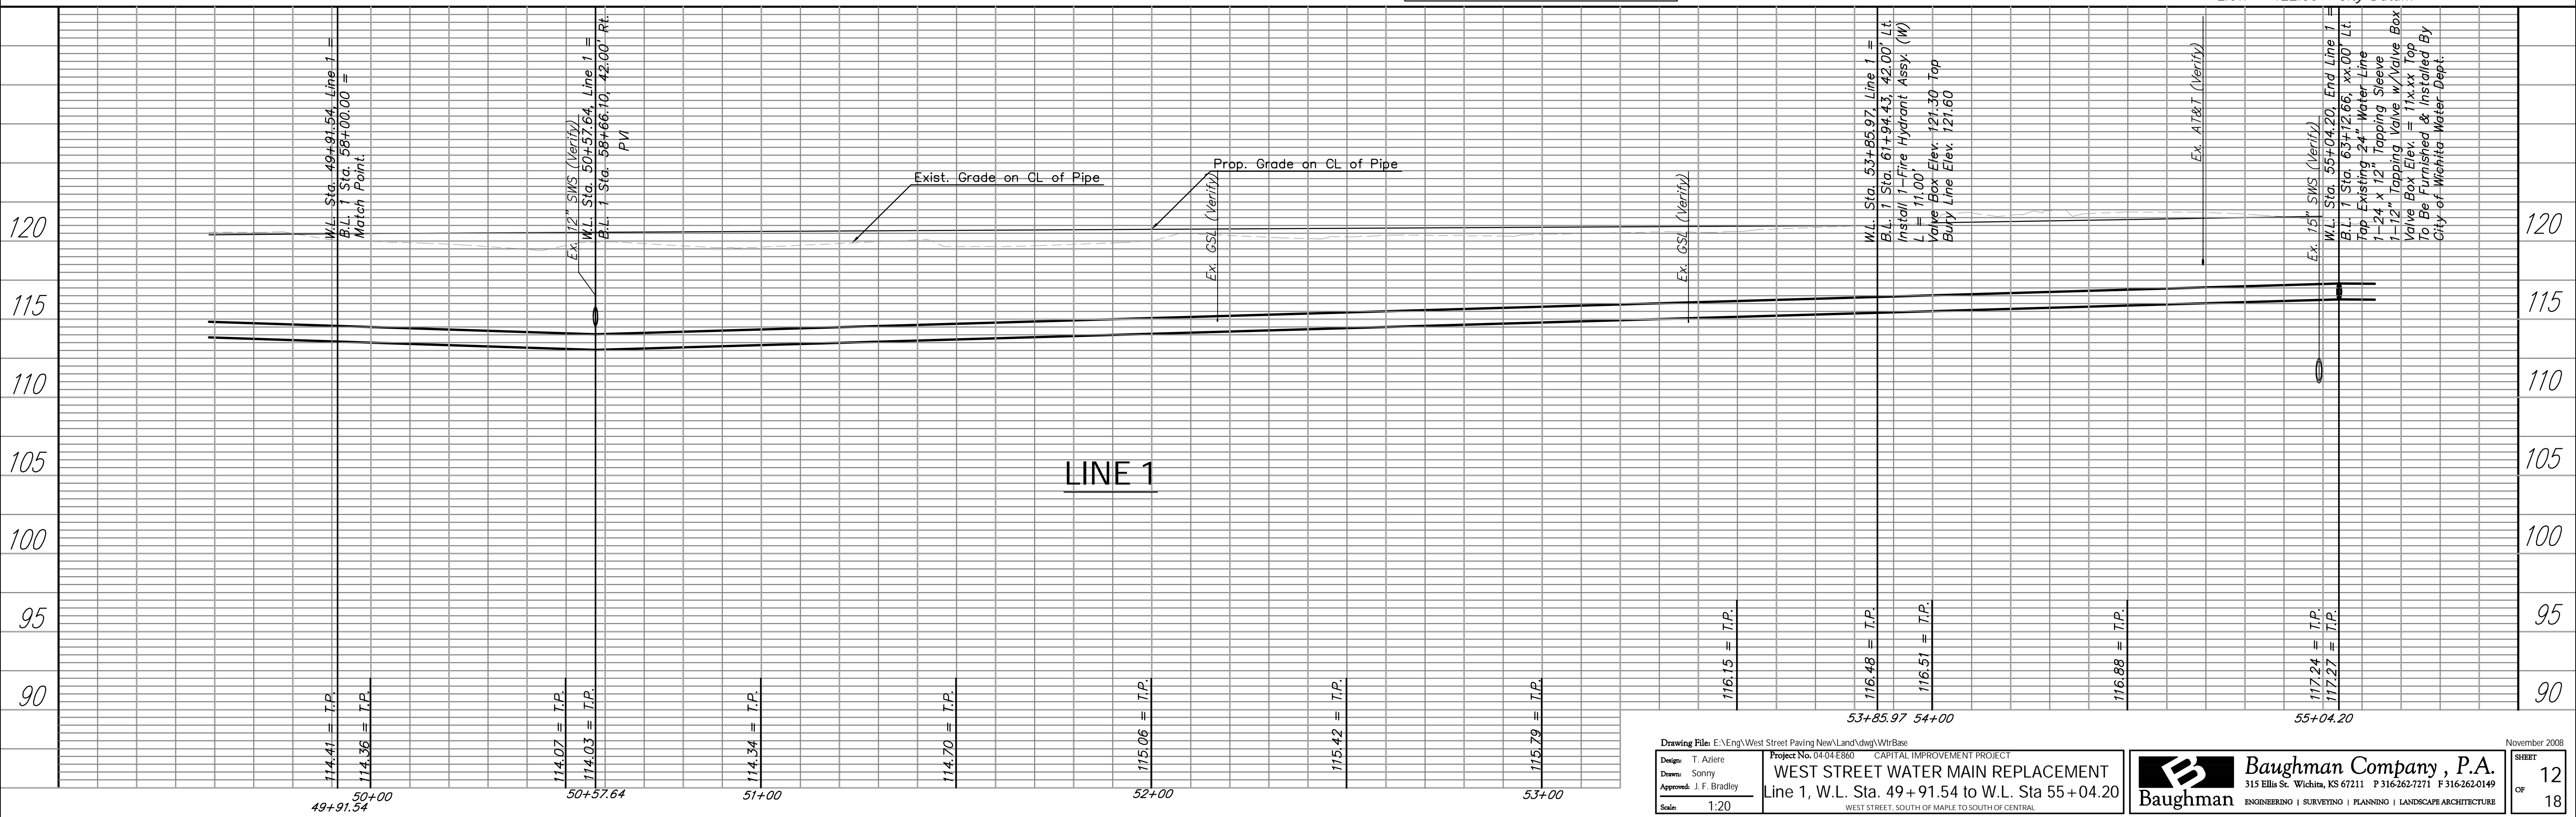 W.L. Sta. 49+91.54, Line 1 =
B.L. 1 Sta. 58+00.00 =
Match Point.
Ex. 12" SWS (Verify)
W.L. Sta. 50+57.64, Line 1 =
B.L. 1 Sta. 58+66.10, 42.00' Rt.
PVI
Exist. Grade on CL of Pipe
Prop. Grade on CL of Pipe
Ex. GSL (Verify)
Ex. GSL (Verify)
W.L. Sta. 53+85.97, Line 1 =
B.L. 1 Sta. 61+94.43, 42.00' Lt.
Install 1-Fire Hydrant Assy. (W)
L = 11.00'
Valve Box Elev. 121.30 Top
Bury Line Elev. 121.60
Ex. AT&T (Verify)
Ex. 15" SWS (Verify)
W.L. Sta. 55+04.20, End Line 1 =
B.L. 1 Sta. 63+12.66, xx.00' Lt.
Tap Existing 24" Water Line
1-24 x 12" Tapping Sleeve
1-12" Tapping Valve w/Valve Box
Valve Box Elev. = 11x.xx Top
To Be Furnished & Installed By
City of Wichita Water Dept.
120
115
110
105
100
95
90
120
115
110
105
100
95
90
LINE 1
114.41 = T.P.
114.36 = T.P.
114.07 = T.P.
114.03 = T.P.
114.34 = T.P.
114.70 = T.P.
115.06 = T.P.
115.42 = T.P.
115.79 = T.P.
116.15 = T.P.
116.48 = T.P.
116.51 = T.P.
116.88 = T.P.
117.24 = T.P.
117.27 = T.P.
49+91.54
50+00
50+57.64
51+00
52+00
53+00
53+85.97
54+00
55+04.20
Drawing File: E:\Eng\West Street Paving New\Land\dwg\WtrBase
November 2008
Design: T. Aziere
Drawn: Sonny
Approved: J. F. Bradley
Scale: 1:20
Project No. 04-04-E860 CAPITAL IMPROVEMENT PROJECT
WEST STREET WATER MAIN REPLACEMENT
Line 1, W.L. Sta. 49+91.54 to W.L. Sta 55+04.20
WEST STREET, SOUTH OF MAPLE TO SOUTH OF CENTRAL
Baughman
Baughman Company, P.A.
315 Ellis St. Wichita, KS 67211 P 316-262-7271 F 316-262-0149
ENGINEERING | SURVEYING | PLANNING | LANDSCAPE ARCHITECTURE
SHEET
12
OF
18